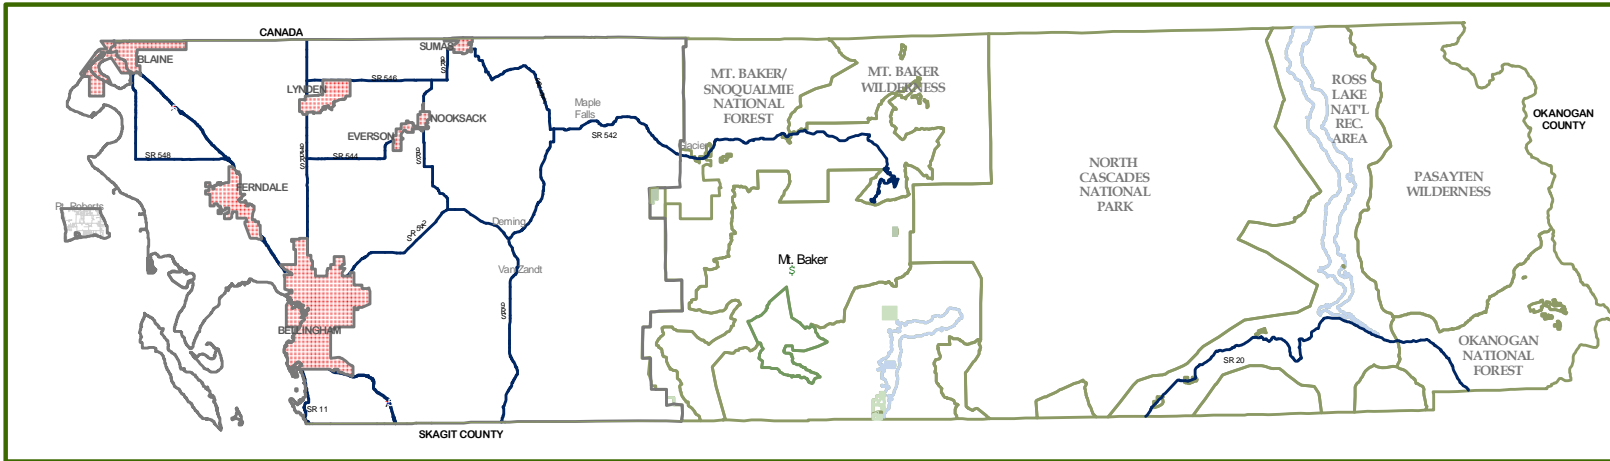 CANADA
BLAINE
SUMAS
SR 546
LYNDEN
MT. BAKER/
SNOQUALMIE
NATIONAL
FOREST
MT. BAKER
WILDERNESS
ROSS
LAKE
NAT'L
REC.
AREA
OKANOGAN
COUNTY
Maple
Falls
NOOKSACK
EVERSON
SR 542
Glacier
SR 548
SR 544
NORTH
CASCADES
NATIONAL
PARK
PASAYTEN
WILDERNESS
FERNDALE
Pt. Roberts
Deming
SR 542
Mt. Baker
$
Van Zandt
BELLINGHAM
OKANOGAN
NATIONAL
FOREST
SR 20
SR 11
SKAGIT COUNTY